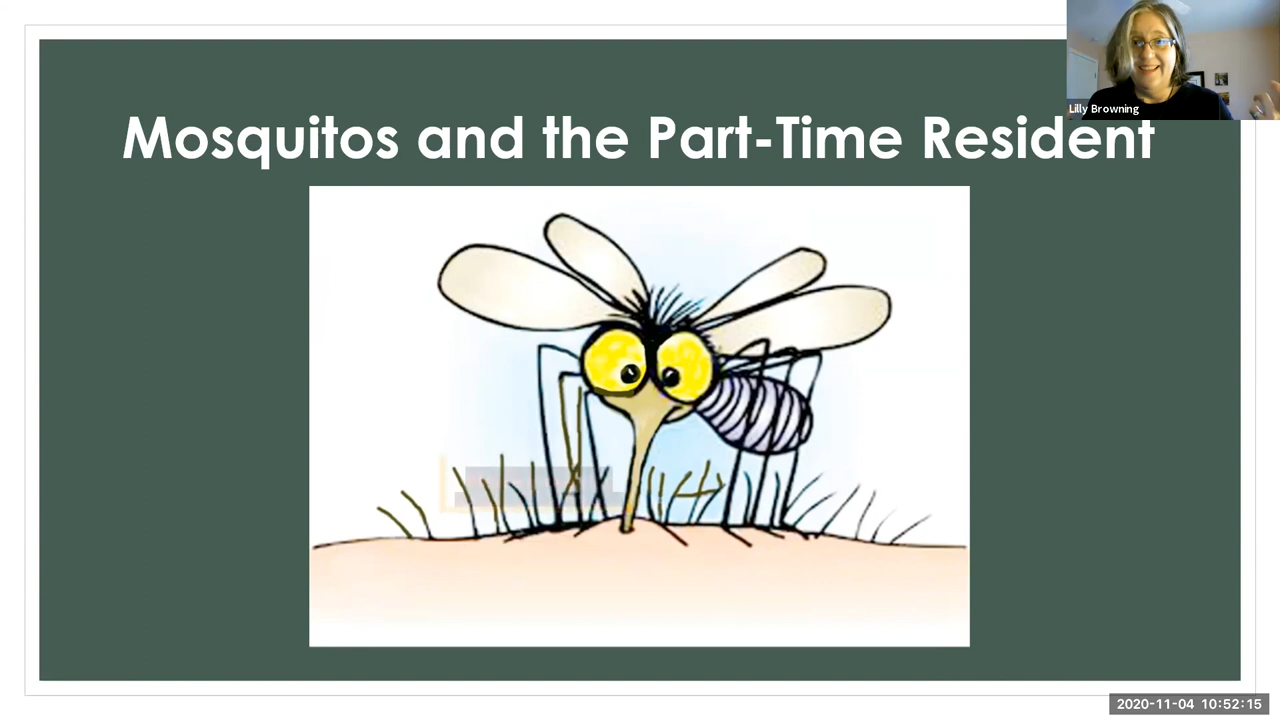 Mosquitos and the Part-Time Resident
Lilly Browning
2020-11-04 10:52:15